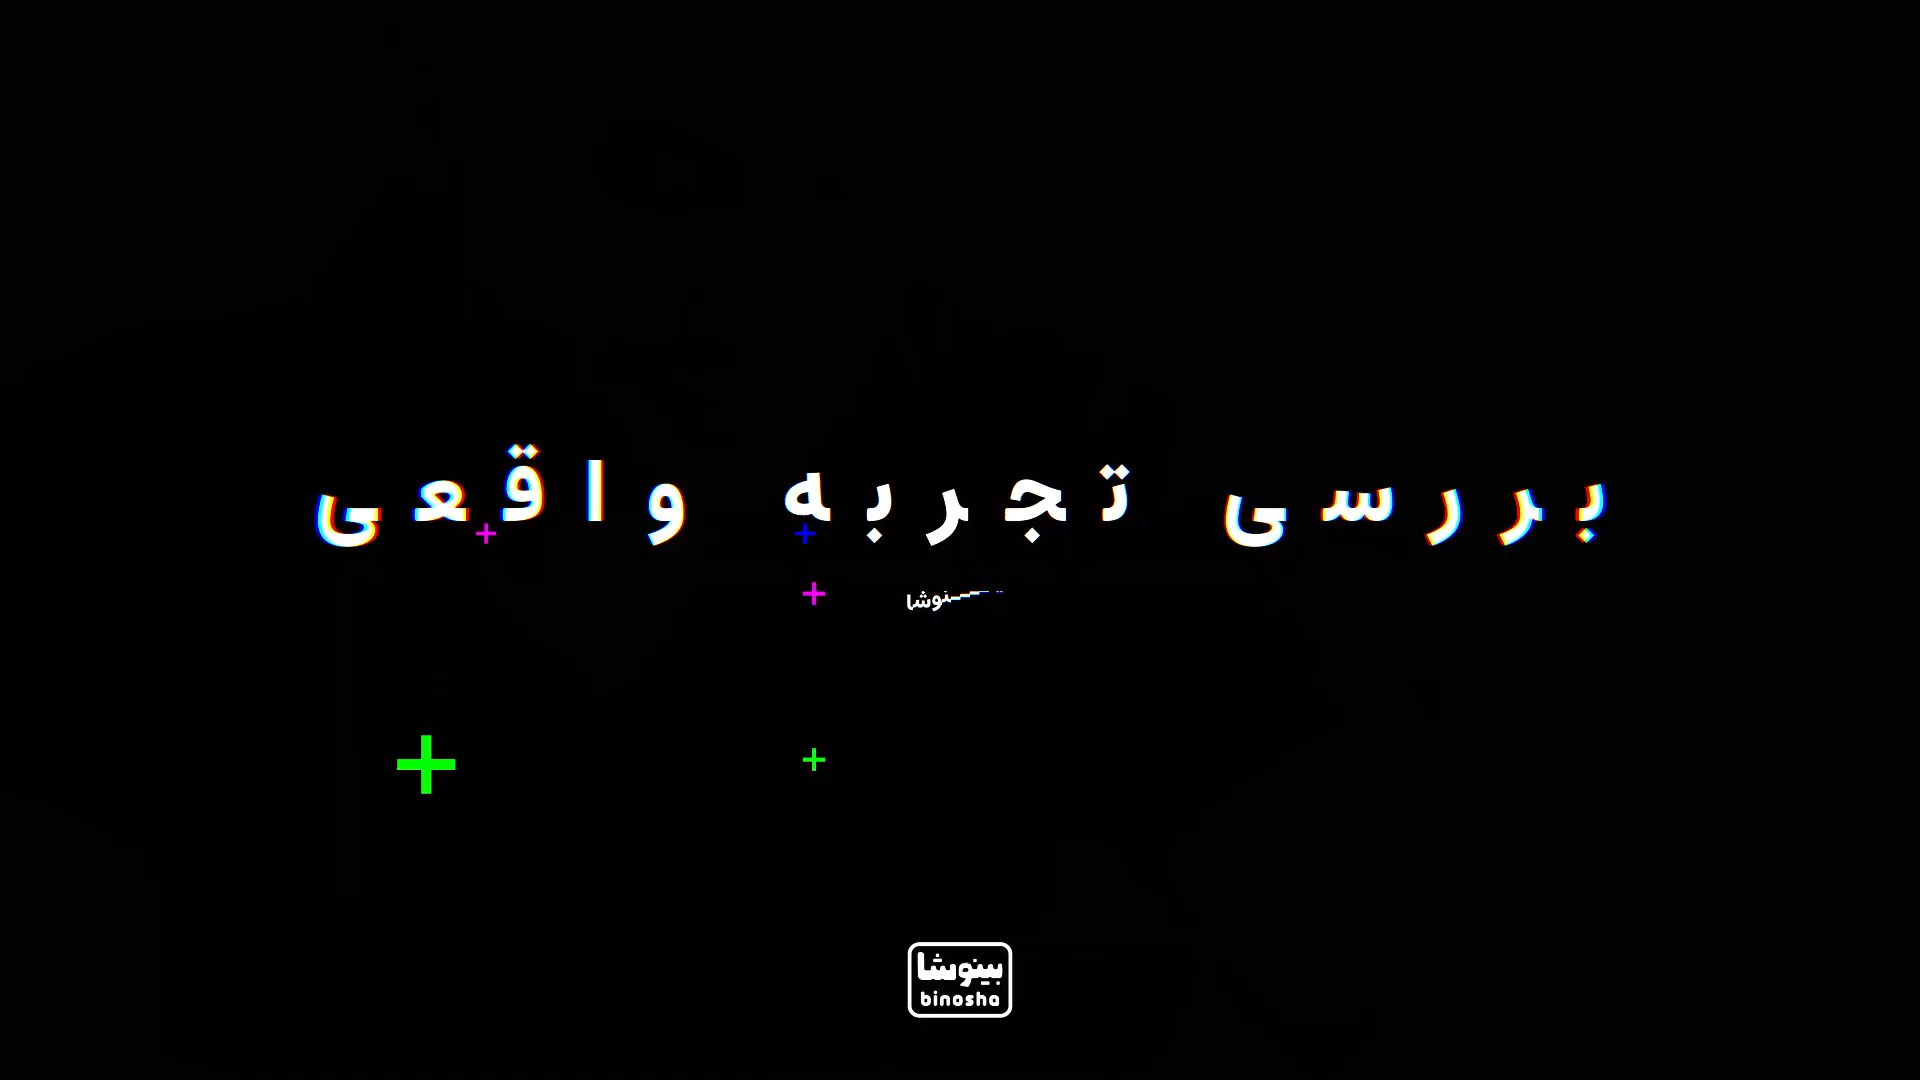 بررسی تجربه واقعی
بینوشا
binosha